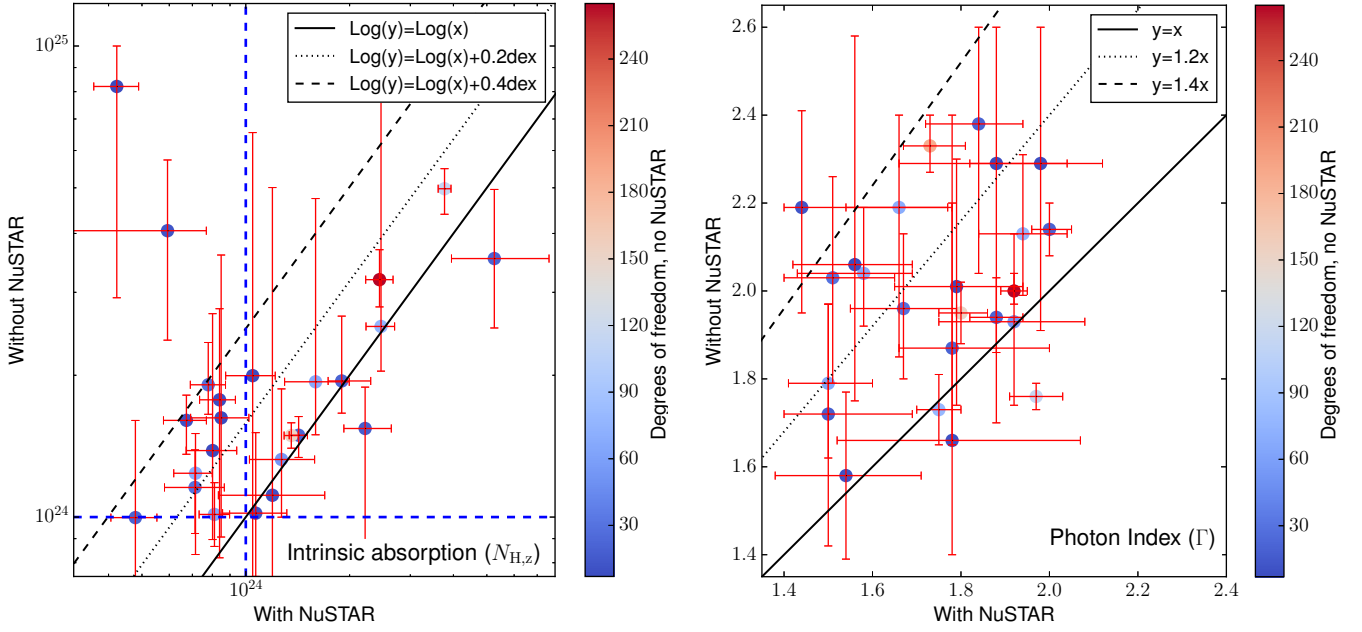 10^25
10^24
Without NuSTAR
Log(y)=Log(x)
Log(y)=Log(x)+0.2dex
Log(y)=Log(x)+0.4dex
Intrinsic absorption (N_H,z)
10^24
With NuSTAR
240
210
180
150
120
90
60
30
Degrees of freedom, no NuSTAR
2.6
2.4
2.2
2.0
1.8
1.6
1.4
Without NuSTAR
y=x
y=1.2x
y=1.4x
Photon Index (Γ)
1.4
1.6
1.8
2.0
2.2
2.4
With NuSTAR
240
210
180
150
120
90
60
30
Degrees of freedom, no NuSTAR